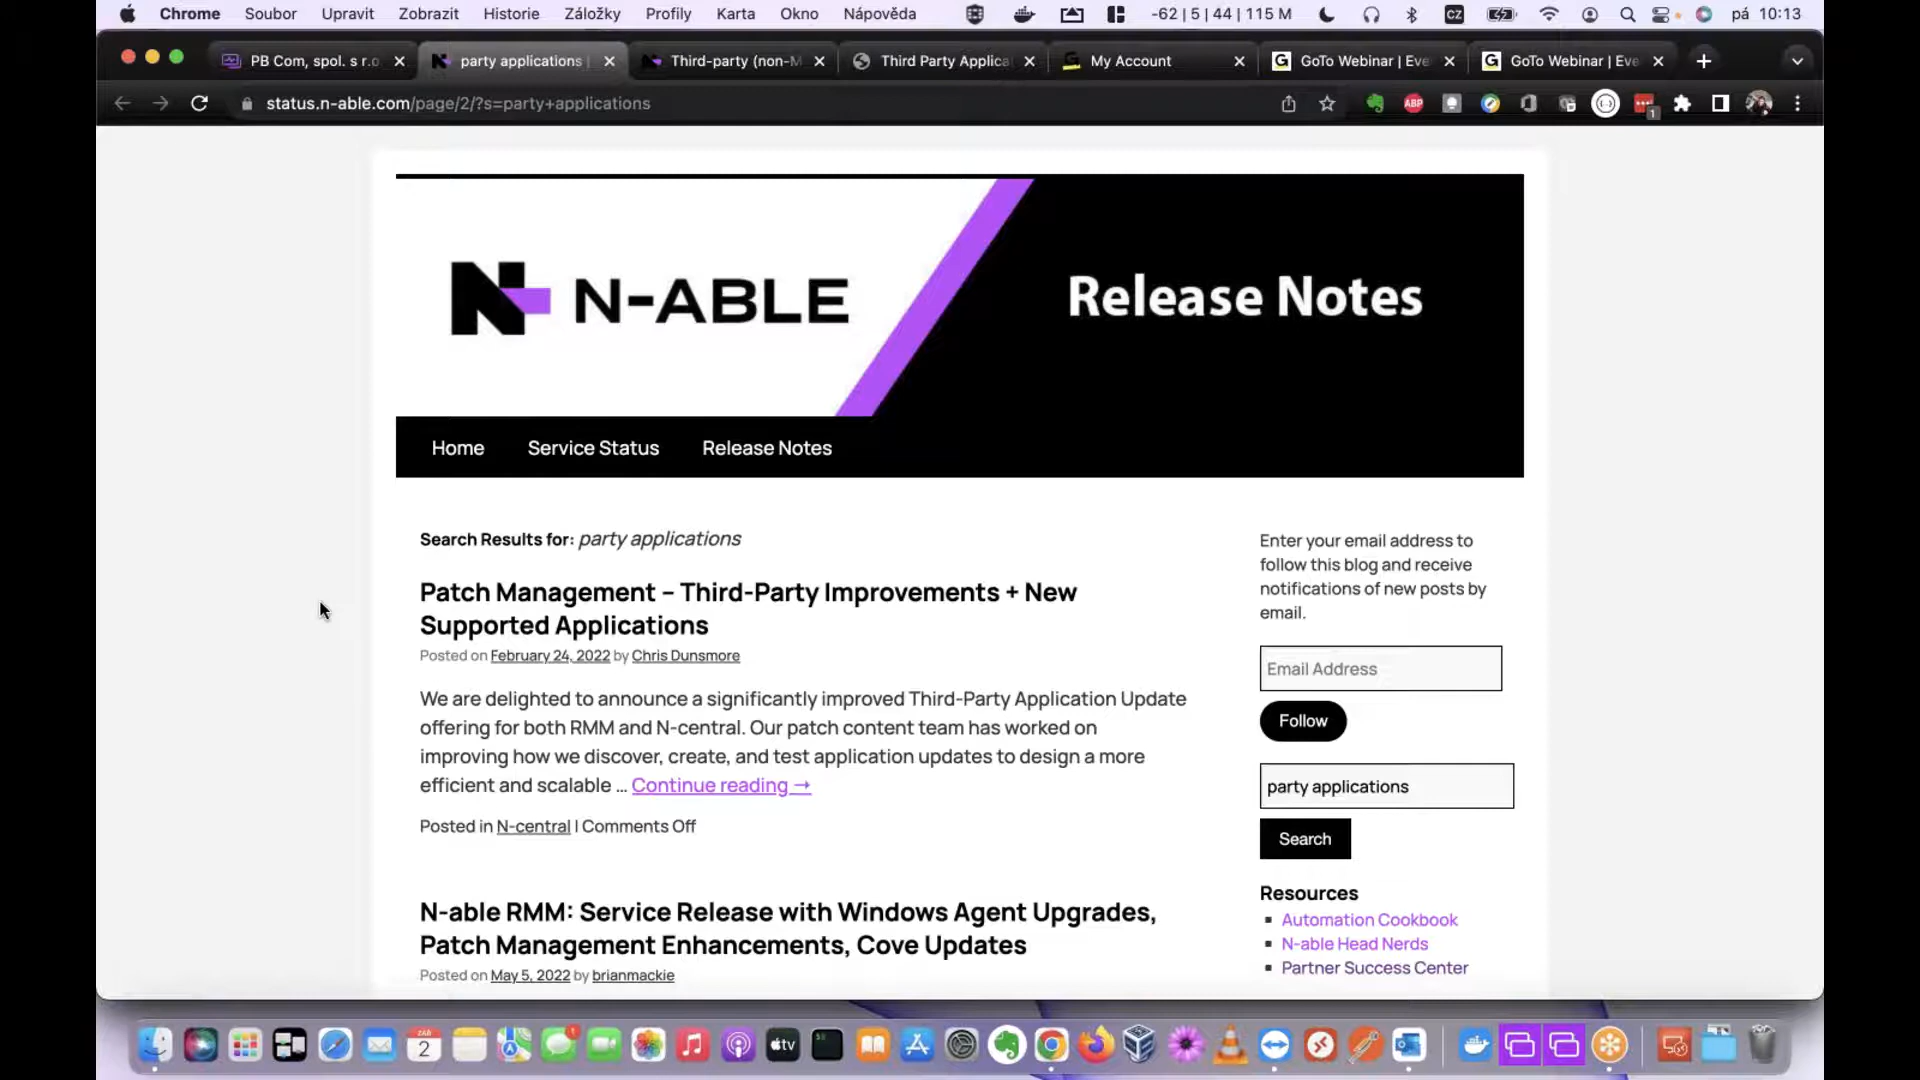 Chrome Soubor Upravit Zobrazit Historie Záložky Profily Karta Okno Nápověda -62 | 5 | 44 | 115 M CZ pá 10:13
PB Com, spol. s r.o party applications Third-party (non-M Third Party Applica My Account GoTo Webinar | Eve GoTo Webinar | Eve
status.n-able.com/page/2/?s=party+applications ABP 1
N-ABLE
Release Notes
Home Service Status Release Notes
Search Results for: party applications
Patch Management – Third-Party Improvements + New
Supported Applications
Posted on February 24, 2022 by Chris Dunsmore
We are delighted to announce a significantly improved Third-Party Application Update
offering for both RMM and N-central. Our patch content team has worked on
improving how we discover, create, and test application updates to design a more
efficient and scalable … Continue reading →
Posted in N-central | Comments Off
N-able RMM: Service Release with Windows Agent Upgrades,
Patch Management Enhancements, Cove Updates
Posted on May 5, 2022 by brianmackie
Enter your email address to
follow this blog and receive
notifications of new posts by
email.
Email Address
Follow
party applications
Search
Resources
Automation Cookbook
N-able Head Nerds
Partner Success Center
ZÁŘ
2
tv